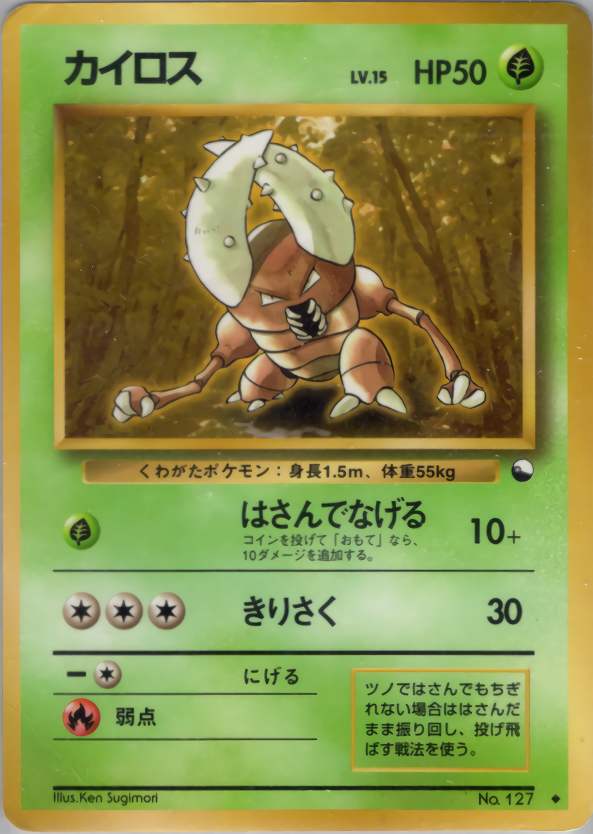 カイロス LV.15 HP50
くわがたポケモン：身長1.5m、体重55kg
はさんでなげる 10+
コインを投げて「おもて」なら、
10ダメージを追加する。
きりさく 30
にげる
弱点
ツノではさんでもちぎ
れない場合ははさんだ
まま振り回し、投げ飛
ばす戦法を使う。
Illus.Ken Sugimori No. 127